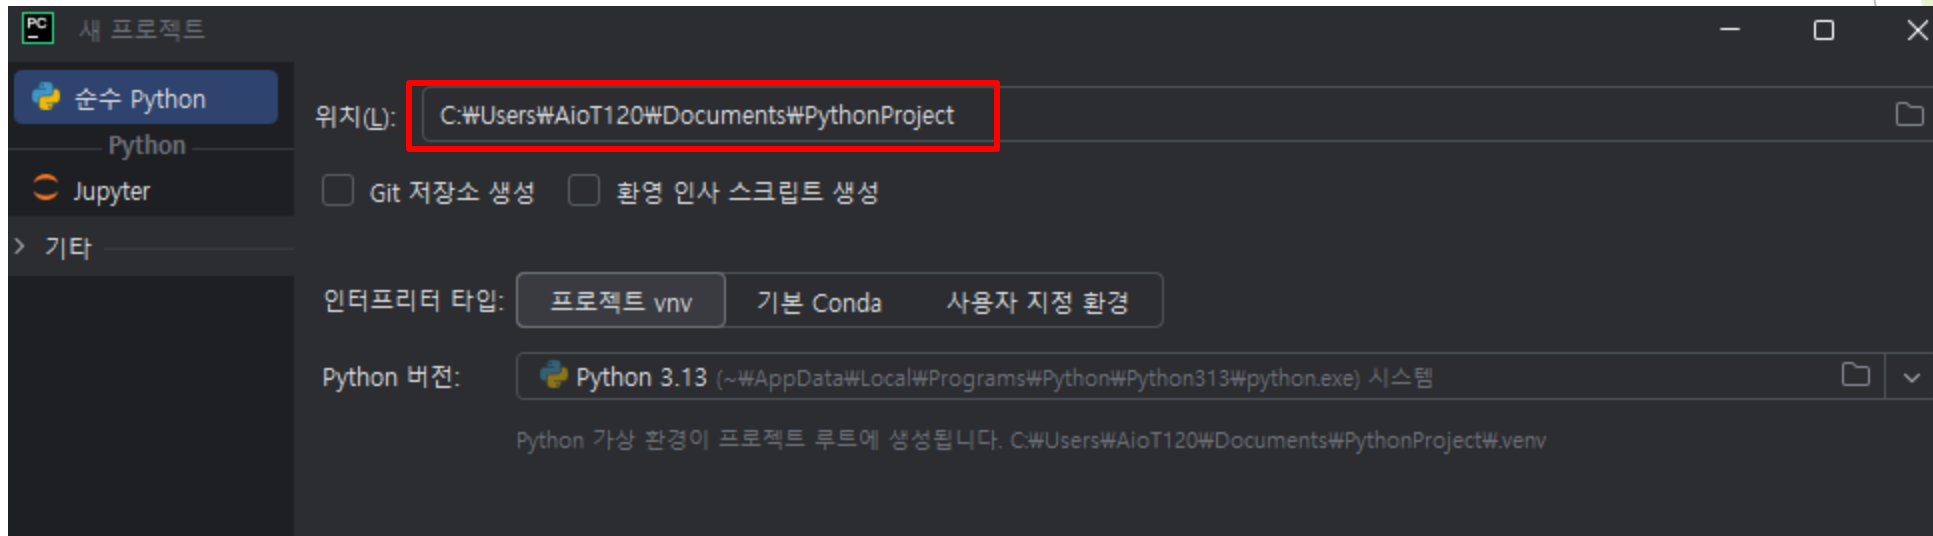 PC 새 프로젝트
순수 Python
Python
Jupyter
기타
위치(L): C:₩Users₩AioT120₩Documents₩PythonProject
Git 저장소 생성 환영 인사 스크립트 생성
인터프리터 타입: 프로젝트 vnv 기본 Conda 사용자 지정 환경
Python 버전: Python 3.13 (~₩AppData₩Local₩Programs₩Python₩Python313₩python.exe) 시스템
Python 가상 환경이 프로젝트 루트에 생성됩니다. C:₩Users₩AioT120₩Documents₩PythonProject₩.venv